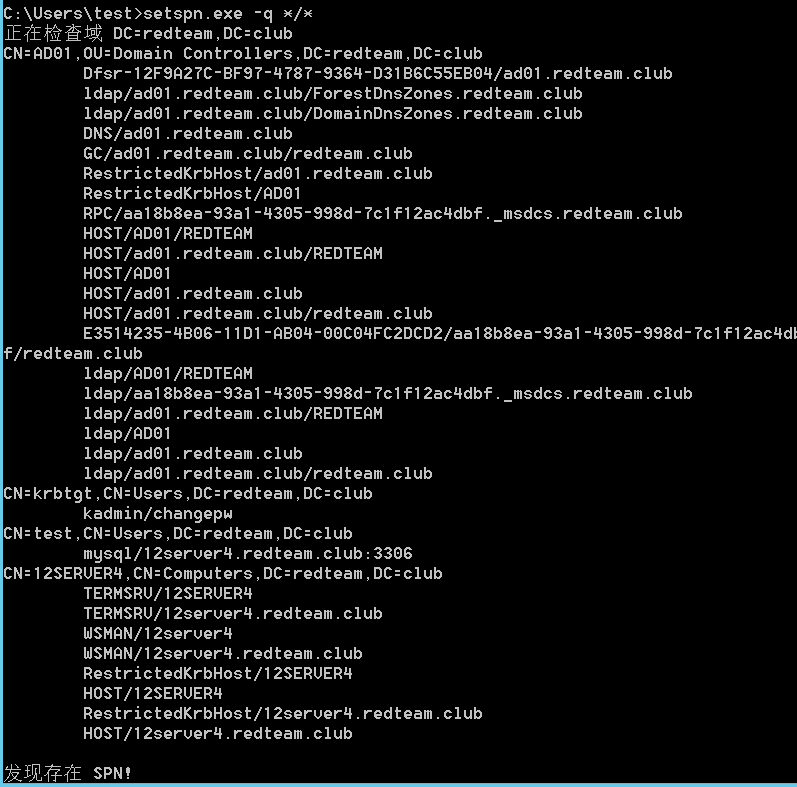 C:\Users\test>setspn.exe -q */*
正在检查域 DC=redteam,DC=club
CN=AD01,OU=Domain Controllers,DC=redteam,DC=club
Dfsr-12F9A27C-BF97-4787-9364-D31B6C55EB04/ad01.redteam.club
ldap/ad01.redteam.club/ForestDnsZones.redteam.club
ldap/ad01.redteam.club/DomainDnsZones.redteam.club
DNS/ad01.redteam.club
GC/ad01.redteam.club/redteam.club
RestrictedKrbHost/ad01.redteam.club
RestrictedKrbHost/AD01
RPC/aa18b8ea-93a1-4305-998d-7c1f12ac4dbf._msdcs.redteam.club
HOST/AD01/REDTEAM
HOST/ad01.redteam.club/REDTEAM
HOST/AD01
HOST/ad01.redteam.club
HOST/ad01.redteam.club/redteam.club
E3514235-4B06-11D1-AB04-00C04FC2DCD2/aa18b8ea-93a1-4305-998d-7c1f12ac4db
f/redteam.club
ldap/AD01/REDTEAM
ldap/aa18b8ea-93a1-4305-998d-7c1f12ac4dbf._msdcs.redteam.club
ldap/ad01.redteam.club/REDTEAM
ldap/AD01
ldap/ad01.redteam.club
ldap/ad01.redteam.club/redteam.club
CN=krbtgt,CN=Users,DC=redteam,DC=club
kadmin/changepw
CN=test,CN=Users,DC=redteam,DC=club
mysql/12server4.redteam.club:3306
CN=12SERVER4,CN=Computers,DC=redteam,DC=club
TERMSRV/12SERVER4
TERMSRV/12server4.redteam.club
WSMAN/12server4
WSMAN/12server4.redteam.club
RestrictedKrbHost/12SERVER4
HOST/12SERVER4
RestrictedKrbHost/12server4.redteam.club
HOST/12server4.redteam.club
发现存在 SPN!